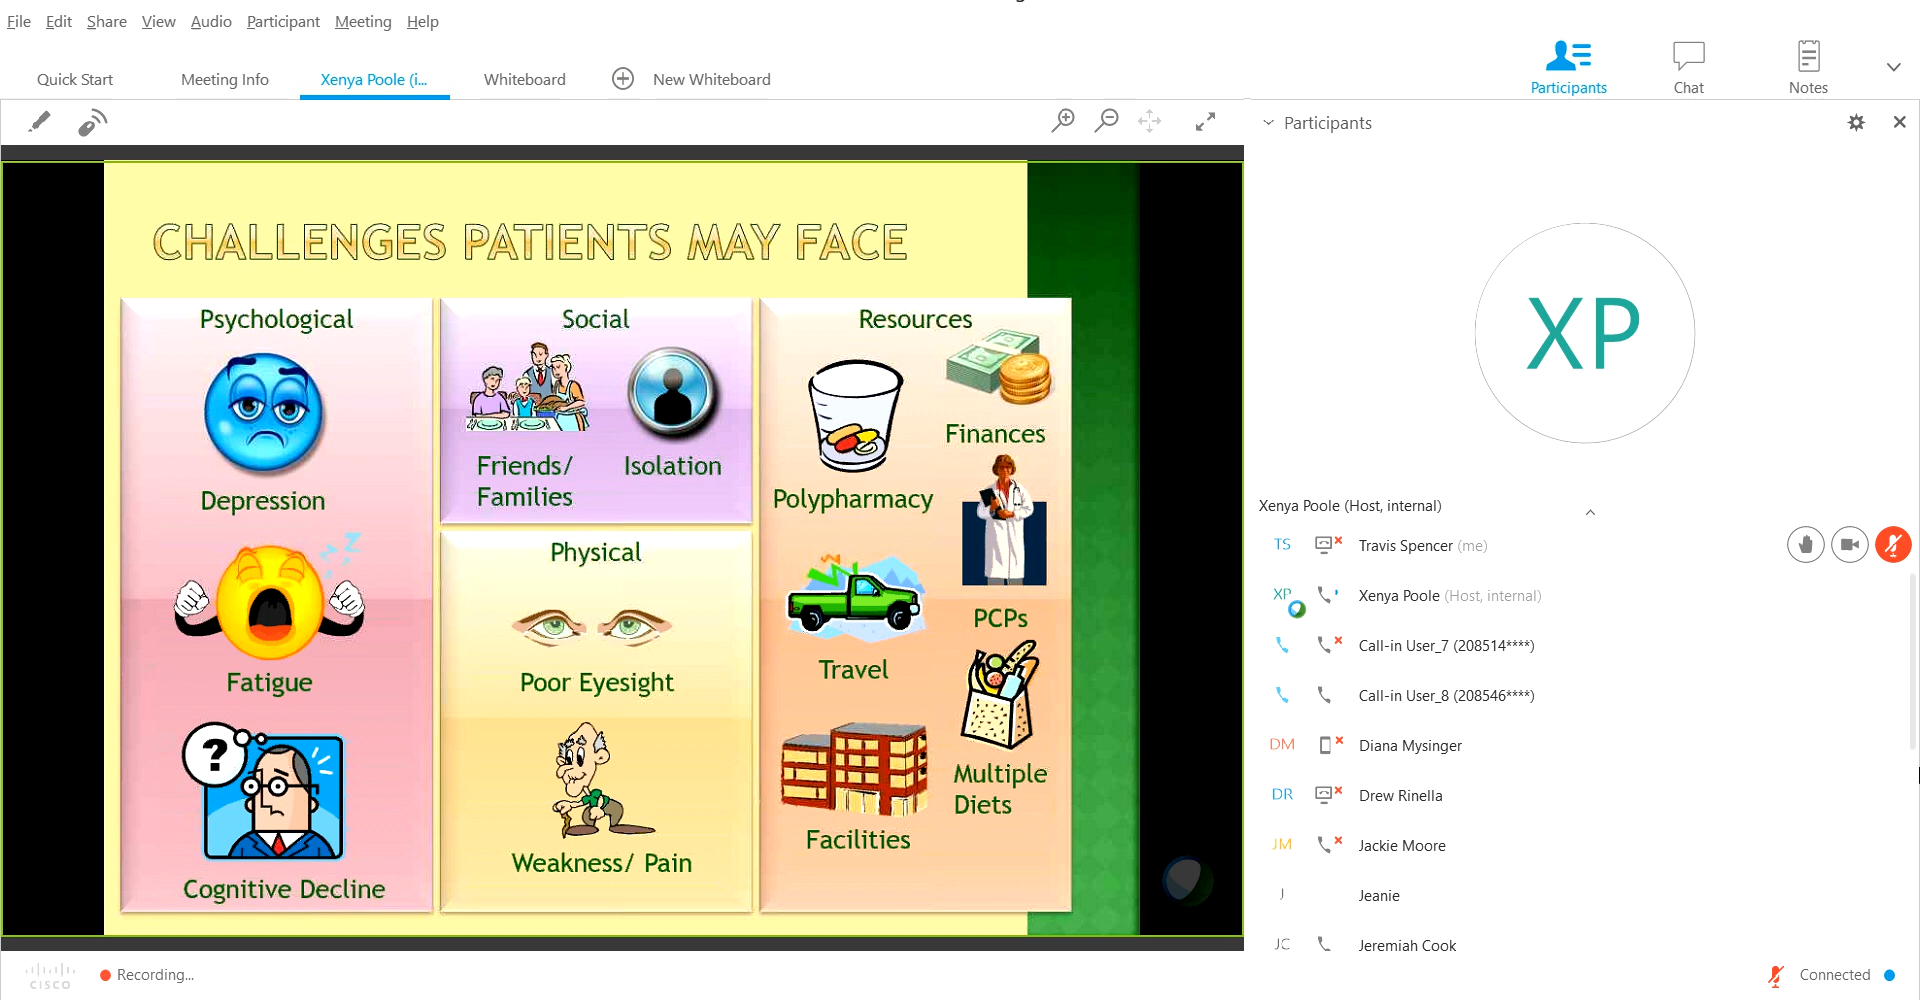 File Edit Share View Audio Participant Meeting Help
Quick Start Meeting Info Xenya Poole (i... Whiteboard New Whiteboard
Participants Chat Notes
Participants
CHALLENGES PATIENTS MAY FACE
Psychological
Depression
Fatigue
?
Cognitive Decline
Social
Friends/
Families
Isolation
Physical
Poor Eyesight
Weakness/ Pain
Resources
Finances
Polypharmacy
PCPs
Travel
Multiple
Diets
Facilities
XP
Xenya Poole (Host, internal)
TS Travis Spencer (me)
XP Xenya Poole (Host, internal)
Call-in User_7 (208514****)
Call-in User_8 (208546****)
DM Diana Mysinger
DR Drew Rinella
JM Jackie Moore
J Jeanie
JC Jeremiah Cook
CISCO
Recording...
Connected